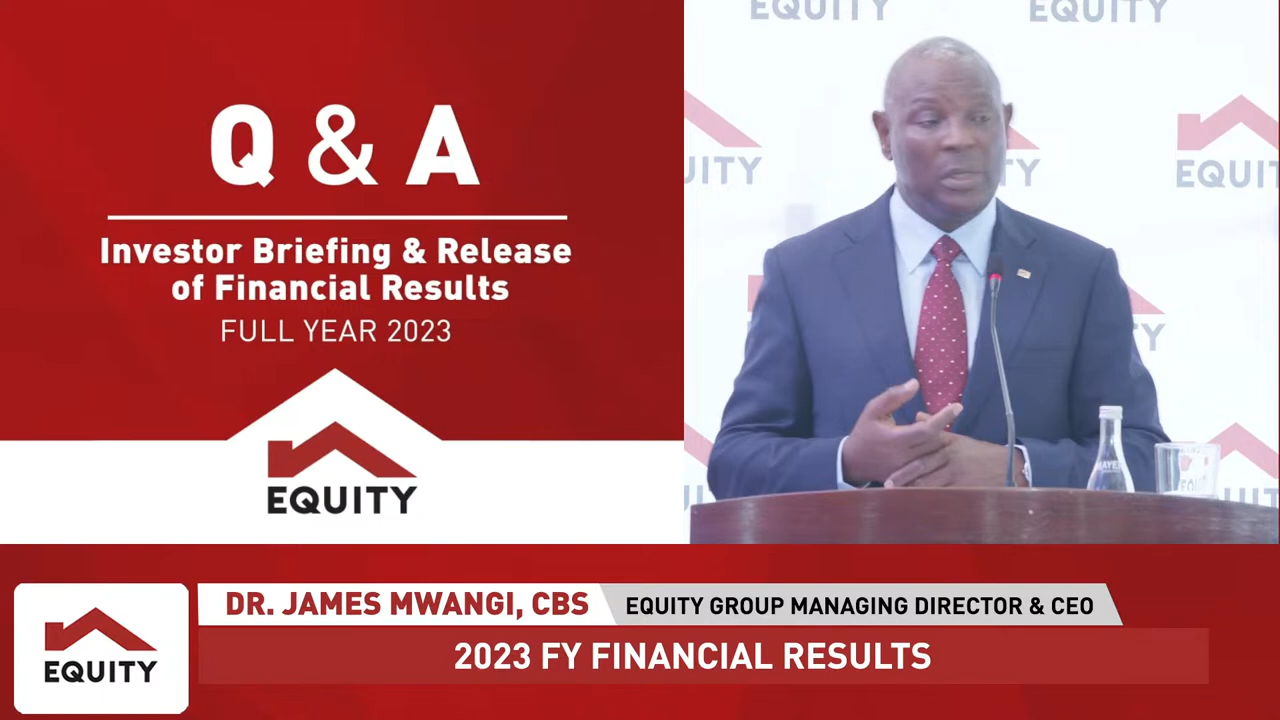 Q & A
Investor Briefing & Release
of Financial Results
FULL YEAR 2023
EQUITY
EQUITY
EQUITY
EQUITY
DR. JAMES MWANGI, CBS
EQUITY GROUP MANAGING DIRECTOR & CEO
2023 FY FINANCIAL RESULTS
EQUITY